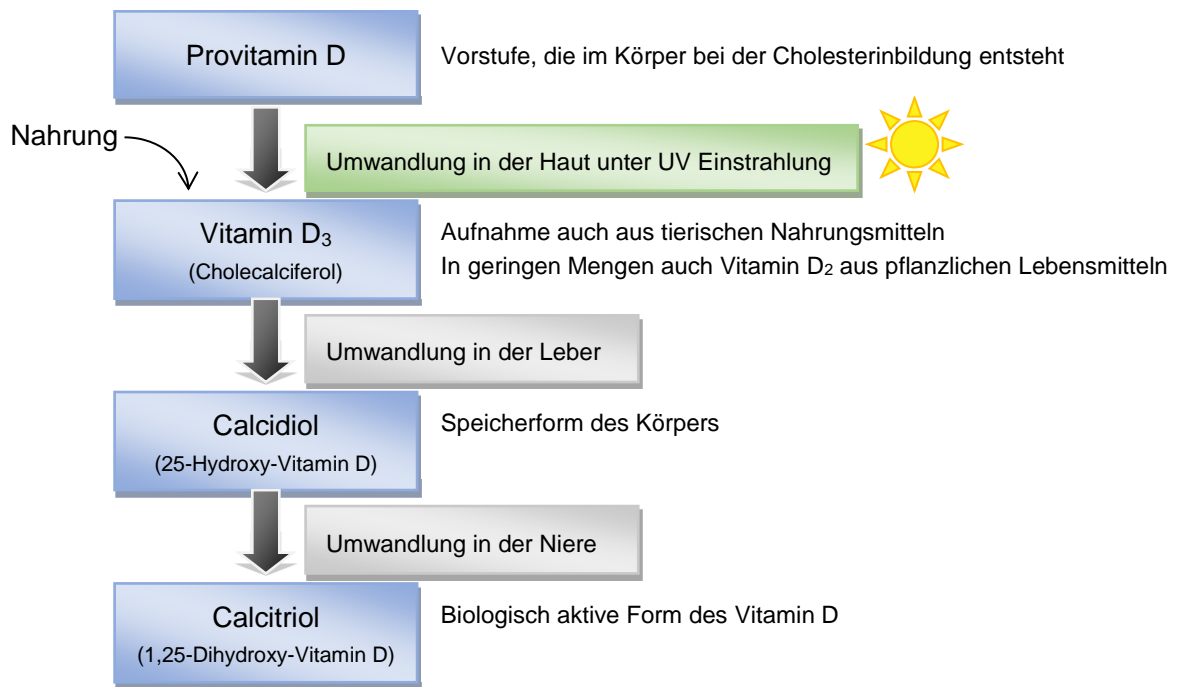 Provitamin D
Vorstufe, die im Körper bei der Cholesterinbildung entsteht
Nahrung
Umwandlung in der Haut unter UV Einstrahlung
Vitamin D₃
(Cholecalciferol)
Aufnahme auch aus tierischen Nahrungsmitteln
In geringen Mengen auch Vitamin D₂ aus pflanzlichen Lebensmitteln
Umwandlung in der Leber
Calcidiol
(25-Hydroxy-Vitamin D)
Speicherform des Körpers
Umwandlung in der Niere
Calcitriol
(1,25-Dihydroxy-Vitamin D)
Biologisch aktive Form des Vitamin D